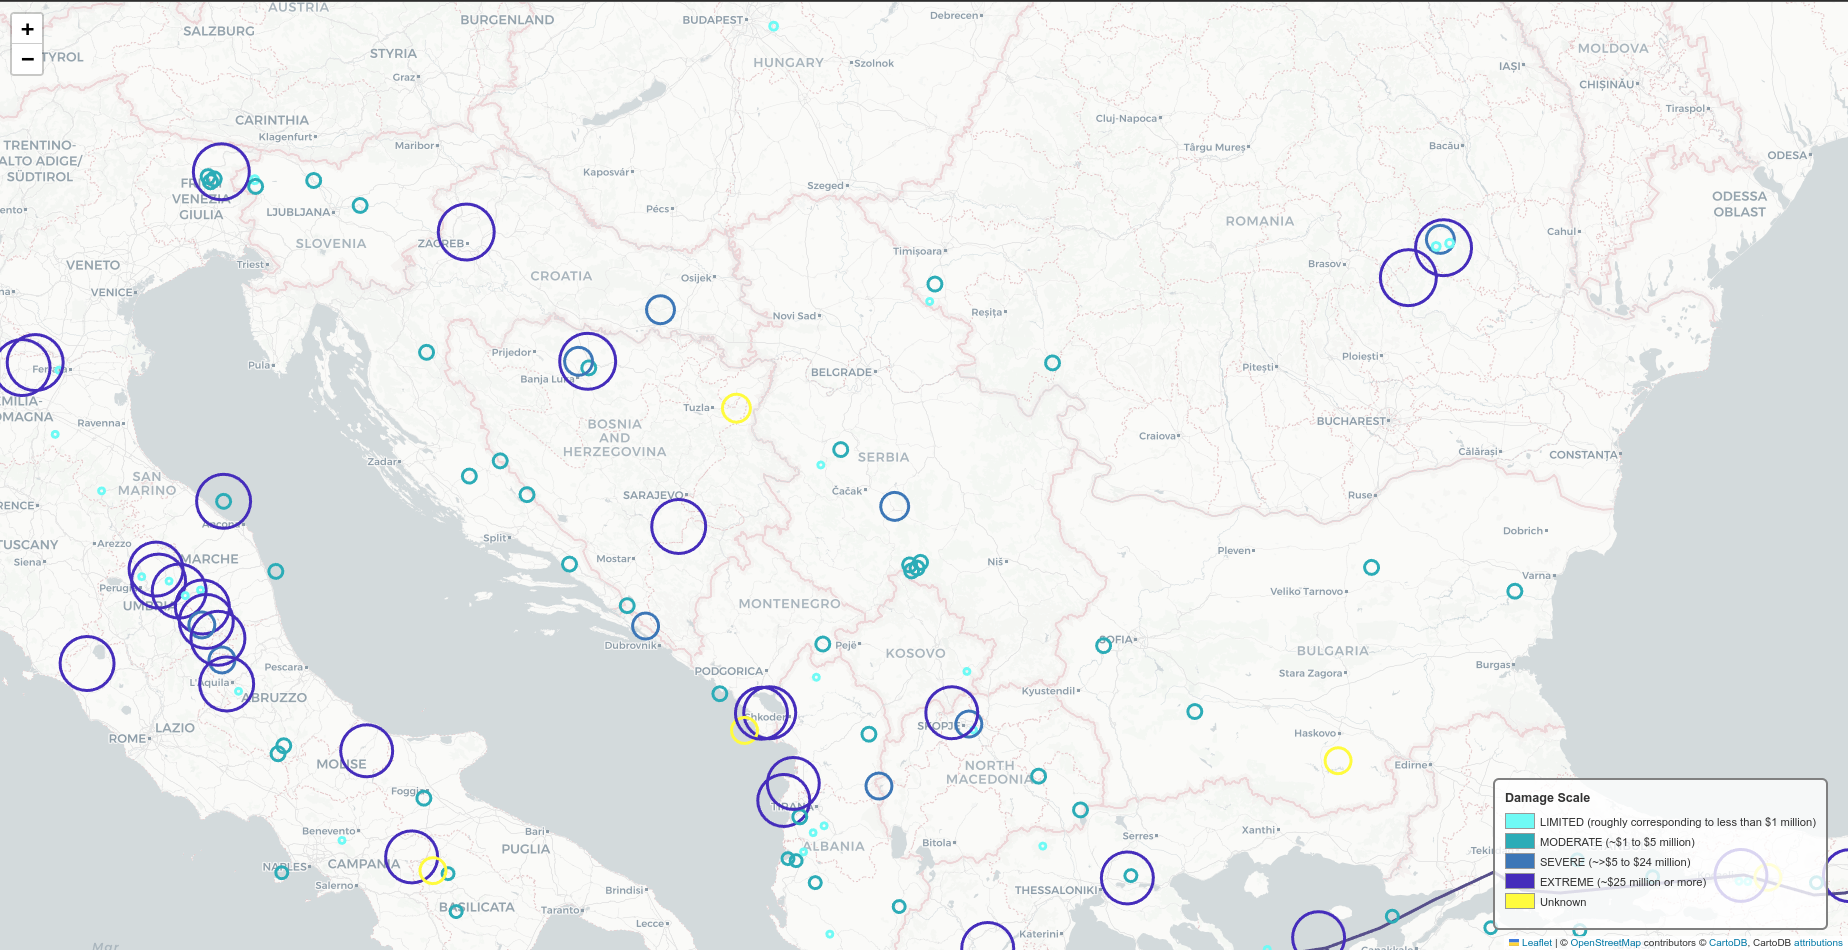 AUSTRIA
BURGENLAND
BUDAPEST
Debrecen
+
SALZBURG
−
TYROL
STYRIA
Graz
HUNGARY
Szolnok
MOLDOVA
IAȘI
CHIȘINĂU
Tiraspol
CARINTHIA
Klagenfurt
Maribor
Cluj-Napoca
Târgu Mureș
Bacău
ODESA
TRENTINO-
ALTO ADIGE/
SÜDTIROL
Kaposvár
Szeged
ODESSA
OBLAST
VENEZIA
GIULIA
LJUBLJANA
Pécs
ROMANIA
Cahul
SLOVENIA
ZAGREB
Timișoara
Brasov
VENETO
Triest
CROATIA
Osijek
VENICE
Novi Sad
Reșița
Prijedor
Ploiești
Pula
Banja Luka
BELGRADE
Pitești
Ravenna
Tuzla
BUCHAREST
BOSNIA
AND
HERZEGOVINA
Craiova
Călărași
CONSTANȚA
Zadar
SERBIA
SAN
MARINO
SARAJEVO
Čačak
Ruse
Ancona
Dobrich
Split
Arezzo
MARCHE
Siena
Mostar
Niš
Pleven
Varna
Perugia
UMBRIA
MONTENEGRO
Veliko Tarnovo
Dubrovnik
Pejë
KOSOVO
SOFIA
BULGARIA
Burgas
Pescara
PODGORICA
Stara Zagora
L'Aquila
ABRUZZO
Kyustendil
Shkodër
SKOPJE
LAZIO
ROME
Haskovo
MOLISE
NORTH
MACEDONIA
Edirne
Foggia
TIRANA
Benevento
Bari
ALBANIA
Bitola
Serres
Xanthi
PUGLIA
NAPLES
CAMPANIA
Salerno
Brindisi
THESSALONIKI
BASILICATA
Taranto
Lecce
Katerini
Damage Scale
LIMITED (roughly corresponding to less than $1 million)
MODERATE (~$1 to $5 million)
SEVERE (~>$5 to $24 million)
EXTREME (~$25 million or more)
Unknown
Leaflet | © OpenStreetMap contributors © CartoDB, CartoDB attributions